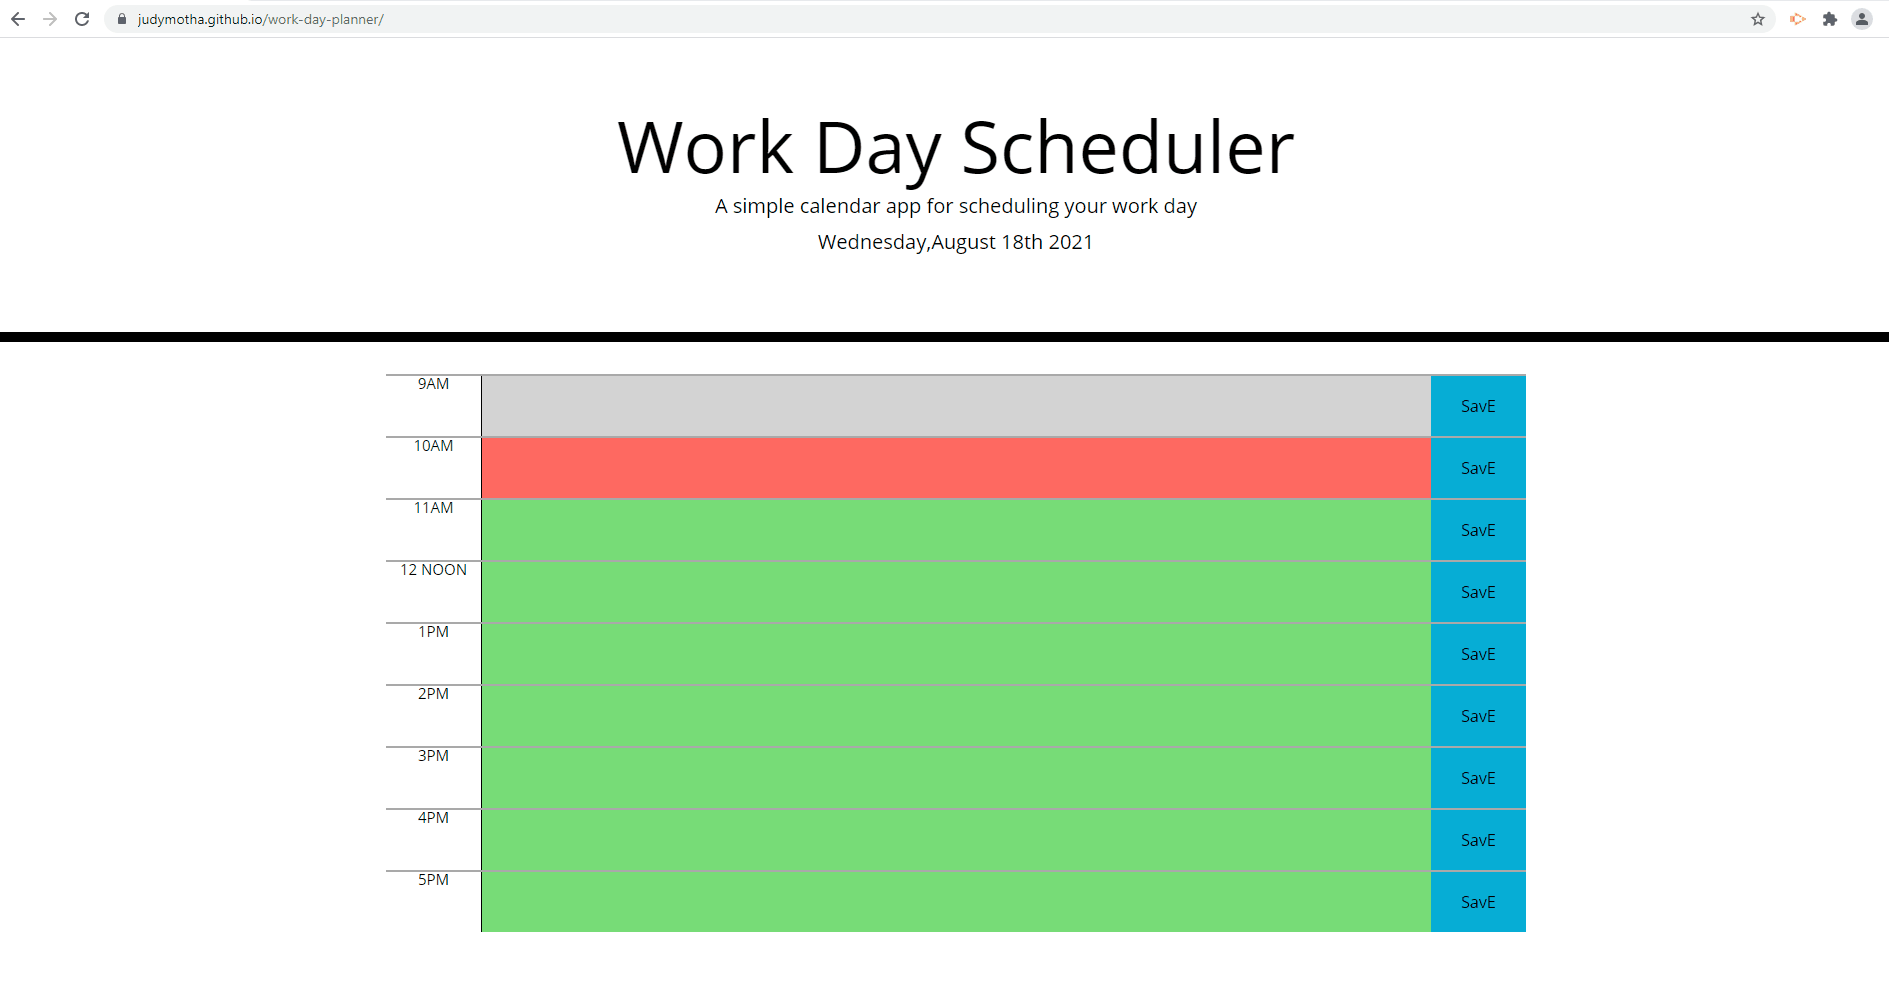 judymotha.github.io/work-day-planner/
Work Day Scheduler
A simple calendar app for scheduling your work day
Wednesday,August 18th 2021
9AM SavE
10AM SavE
11AM SavE
12 NOON SavE
1PM SavE
2PM SavE
3PM SavE
4PM SavE
5PM SavE